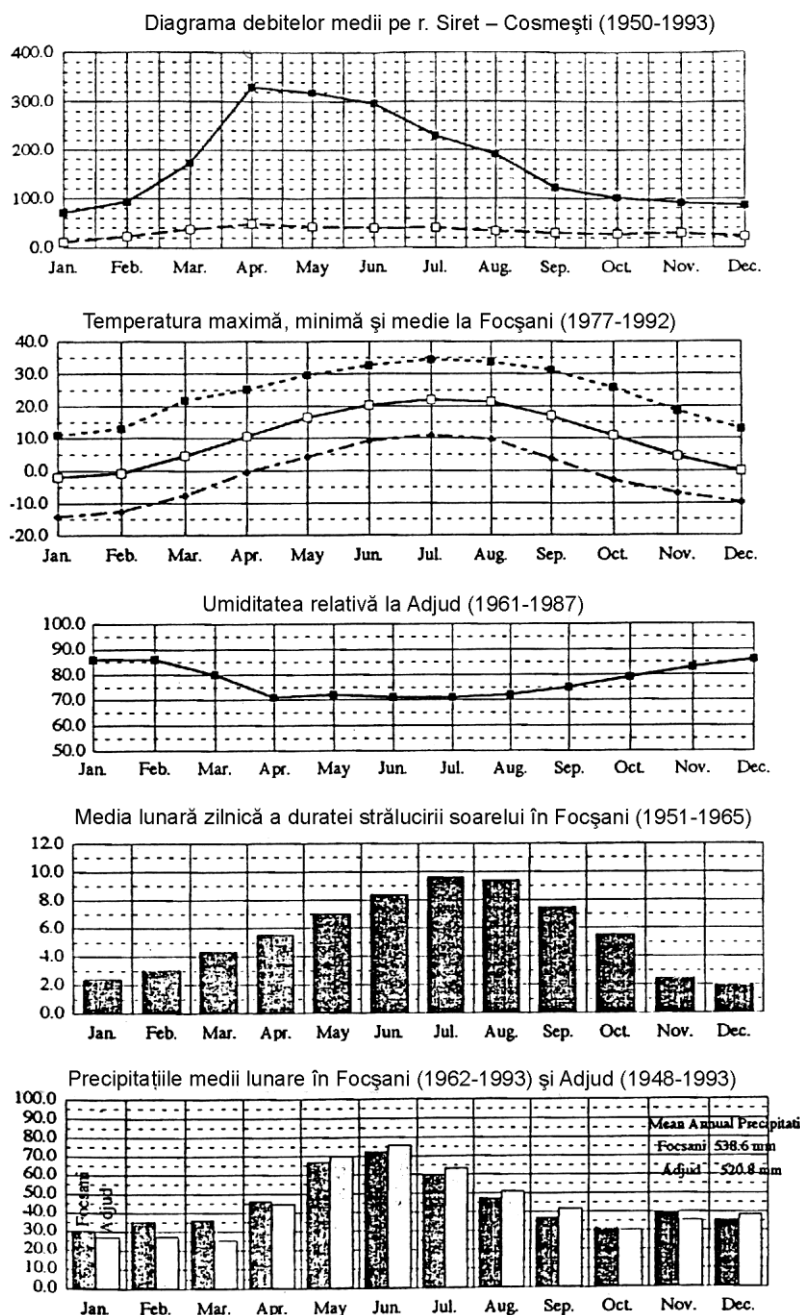 Diagrama debitelor medii pe r. Siret – Cosmeşti (1950-1993)
400.0
300.0
200.0
100.0
0.0
Jan. Feb. Mar. Apr. May Jun. Jul. Aug. Sep. Oct. Nov. Dec.
Temperatura maximă, minimă şi medie la Focşani (1977-1992)
40.0
30.0
20.0
10.0
0.0
-10.0
-20.0
Jan. Feb. Mar. Apr. May Jun. Jul. Aug. Sep. Oct. Nov. Dec.
Umiditatea relativă la Adjud (1961-1987)
100.0
90.0
80.0
70.0
60.0
50.0
Jan. Feb. Mar. Apr. May Jun. Jul. Aug. Sep. Oct. Nov. Dec.
Media lunară zilnică a duratei strălucirii soarelui în Focşani (1951-1965)
12.0
10.0
8.0
6.0
4.0
2.0
0.0
Jan. Feb. Mar. Apr. May Jun. Jul. Aug. Sep. Oct. Nov. Dec.
Precipitațiile medii lunare în Focşani (1962-1993) şi Adjud (1948-1993)
100.0
90.0
80.0
70.0
60.0
50.0
40.0
30.0
20.0
10.0
0.0
Focsani
Adjud
Mean Annual Precipitati
Focsani 538.6 mm
Adjud 520.8 mm
Jan. Feb. Mar. Apr. May Jun. Jul. Aug. Sep. Oct. Nov. Dec.